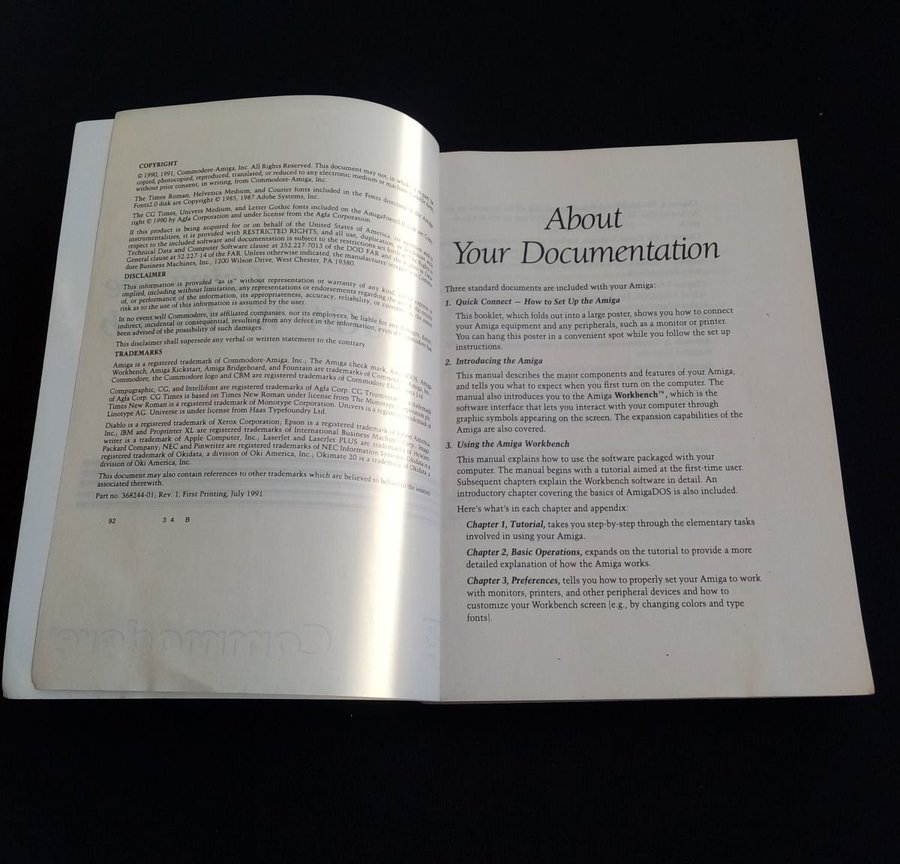 COPYRIGHT
© 1990, 1991, Commodore-Amiga, Inc. All Rights Reserved. This document may not, in
copied, photocopied, reproduced, translated, or reduced to any electronic medium or machine
without prior consent, in writing, from Commodore-Amiga, Inc.
The Times Roman, Helvetica Medium, and Courier fonts included in the Fonts directory
Fonts2.0 disk are Copyright © 1985, 1987 Adobe Systems, Inc.
The CG Times, Univers Medium, and Letter Gothic fonts included on the AmigaFonts2.0
right © 1990 by Agfa Corporation and under license from the Agfa Corporation.
If this product is being acquired for or on behalf of the United States of America, its
instrumentalities, it is provided with RESTRICTED RIGHTS, and all use, duplication,
respect to the included software and documentation is subject to the restrictions set forth
Technical Data and Computer Software clause at 252.227-7013 of the DOD FAR and the
General clause at 52.227-14 of the FAR. Unless otherwise indicated, the manufacturer/integrator
dore Business Machines, Inc., 1200 Wilson Drive, West Chester, PA 19380.
DISCLAIMER
This information is provided "as is" without representation or warranty of any kind,
implied, including without limitation, any representations or endorsements regarding the
of, or performance of the information, its appropriateness, accuracy, reliability, or
risk as to the use of this information is assumed by the user.
In no event will Commodore, its affiliated companies, nor its employees, be liable for any
indirect, incidental or consequential, resulting from any defect in the information, even
been advised of the possibility of such damages.
This disclaimer shall supersede any verbal or written statement to the contrary.
TRADEMARKS
Amiga is a registered trademark of Commodore-Amiga, Inc., The Amiga check mark, AmigaDOS, Amiga
Workbench, Amiga Kickstart, Amiga Bridgeboard, and Fountain are trademarks of
Commodore, the Commodore logo and CBM are registered trademarks of Commodore
Compugraphic, CG, and Intellifont are registered trademarks of Agfa Corp. CG Triumvirate
of Agfa Corp. CG Times is based on Times New Roman under license from The Monotype Corporation
Times New Roman is a registered trademark of Monotype Corporation. Univers is a registered trademark of
Linotype AG. Universe is under license from Haas Typefoundry Ltd.
Diablo is a registered trademark of Xerox Corporation; Epson is a registered trademark of Epson America,
Inc., IBM and Proprinter XL are registered trademarks of International Business Machines
writer is a trademark of Apple Computer, Inc.; LaserJet and LaserJet PLUS are trademarks of Hewlett
Packard Company; NEC and Pinwriter are registered trademarks of NEC Information Systems
registered trademark of Okidata, a division of Oki America, Inc.; Okimate 20 is a trademark of Okidata, a
division of Oki America, Inc.
This document may also contain references to other trademarks which are believed to belong to the sources
associated therewith.
Part no. 368244-01, Rev. 1, First Printing, July 1991
92 3 4 B
About
Your Documentation
Three standard documents are included with your Amiga:
1. Quick Connect — How to Set Up the Amiga
This booklet, which folds out into a large poster, shows you how to connect
your Amiga equipment and any peripherals, such as a monitor or printer.
You can hang this poster in a convenient spot while you follow the set up
instructions.
2. Introducing the Amiga
This manual describes the major components and features of your Amiga,
and tells you what to expect when you first turn on the computer. The
manual also introduces you to the Amiga Workbench™, which is the
software interface that lets you interact with your computer through
graphic symbols appearing on the screen. The expansion capabilities of the
Amiga are also covered.
3. Using the Amiga Workbench
This manual explains how to use the software packaged with your
computer. The manual begins with a tutorial aimed at the first-time user.
Subsequent chapters explain the Workbench software in detail. An
introductory chapter covering the basics of AmigaDOS is also included.
Here's what's in each chapter and appendix:
Chapter 1, Tutorial, takes you step-by-step through the elementary tasks
involved in using your Amiga.
Chapter 2, Basic Operations, expands on the tutorial to provide a more
detailed explanation of how the Amiga works.
Chapter 3, Preferences, tells you how to properly set your Amiga to work
with monitors, printers, and other peripheral devices and how to
customize your Workbench screen (e.g., by changing colors and type
fonts).